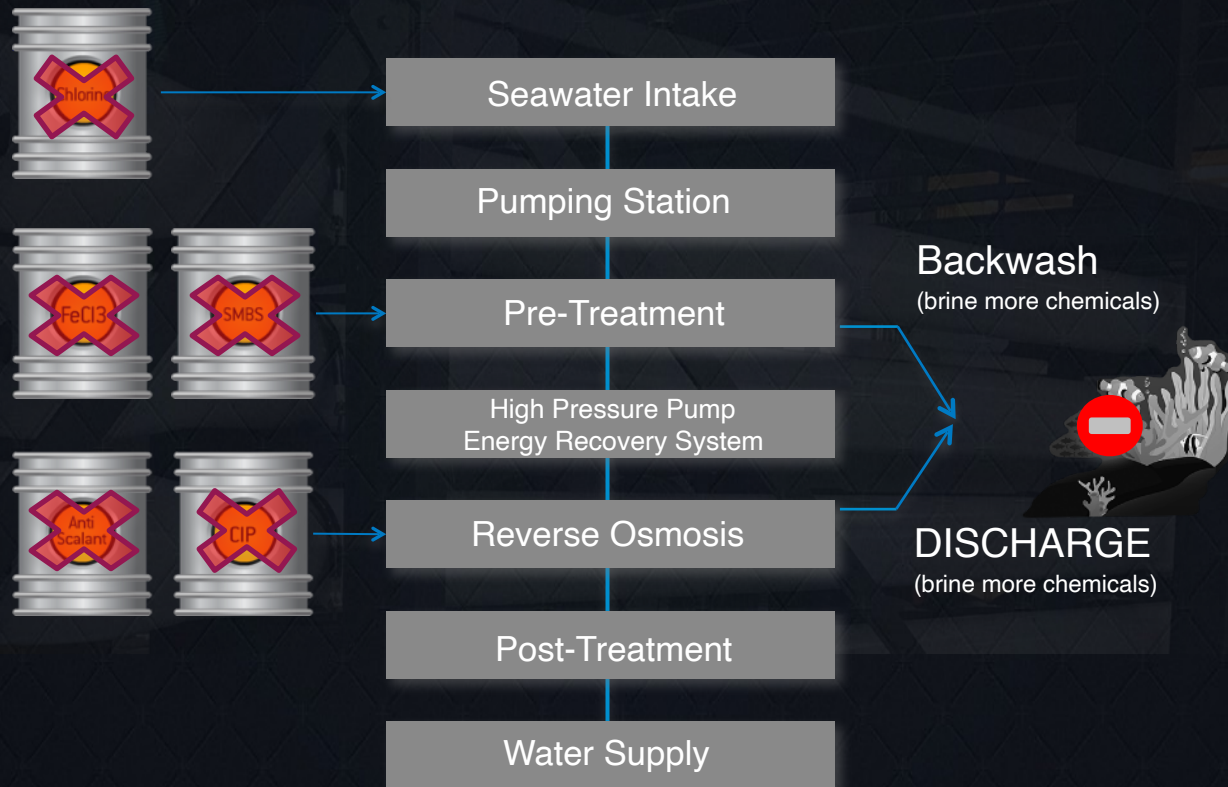 Chlorine
Seawater Intake
Pumping Station
Backwash
(brine more chemicals)
FeCl3
SMBS
Pre-Treatment
High Pressure Pump
Energy Recovery System
Anti
Scalant
CIP
Reverse Osmosis
DISCHARGE
(brine more chemicals)
Post-Treatment
Water Supply